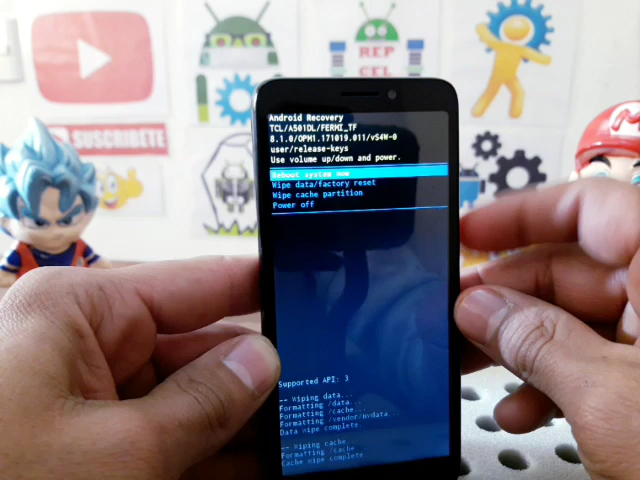 REP
CEL
SUSCRIBETE
Android Recovery
TCL/A501DL/FERMI_TF
8.1.0/OPM1.171019.011/vS4W-0
user/release-keys
Use volume up/down and power.
Reboot system now
Wipe data/factory reset
Wipe cache partition
Power off
Supported API: 3
-- Wiping data...
Formatting /data...
Formatting /cache...
Formatting /vendor/mvdata...
Data wipe complete.
-- Wiping cache...
Formatting /cache...
Cache wipe complete.